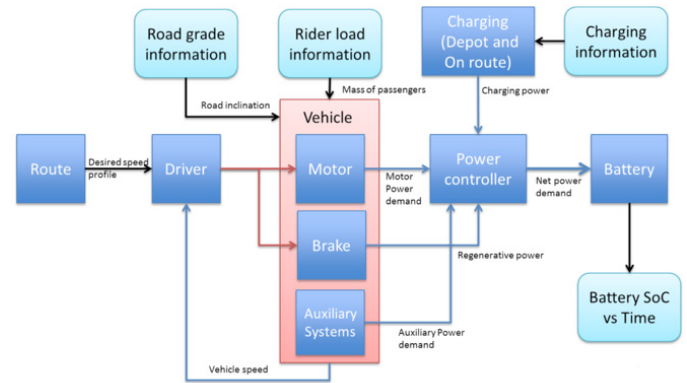 Road grade
information
Rider load
information
Charging
(Depot and
On route)
Charging
information
Road inclination
Mass of passengers
Charging power
Vehicle
Route
Desired speed
profile
Driver
Motor
Motor
Power
demand
Power
controller
Net power
demand
Battery
Brake
Regenerative power
Auxiliary
Systems
Auxiliary Power
demand
Battery SoC
vs Time
Vehicle speed